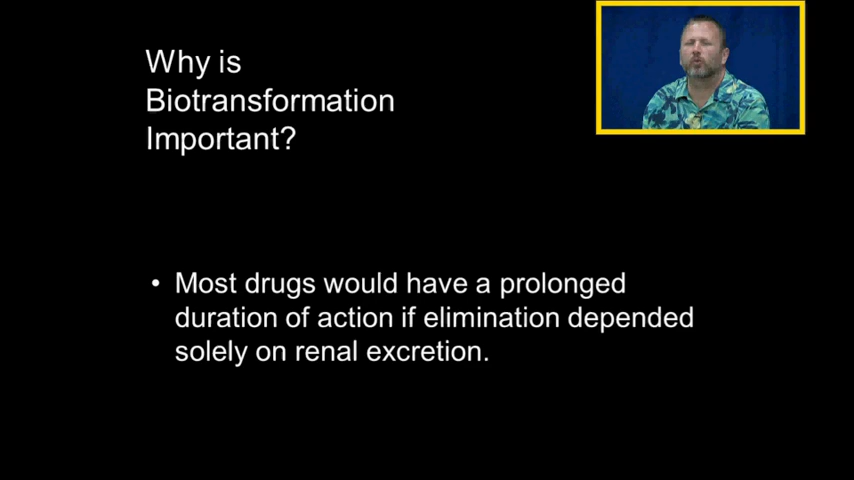 Why is
Biotransformation
Important?
• Most drugs would have a prolonged
duration of action if elimination depended
solely on renal excretion.